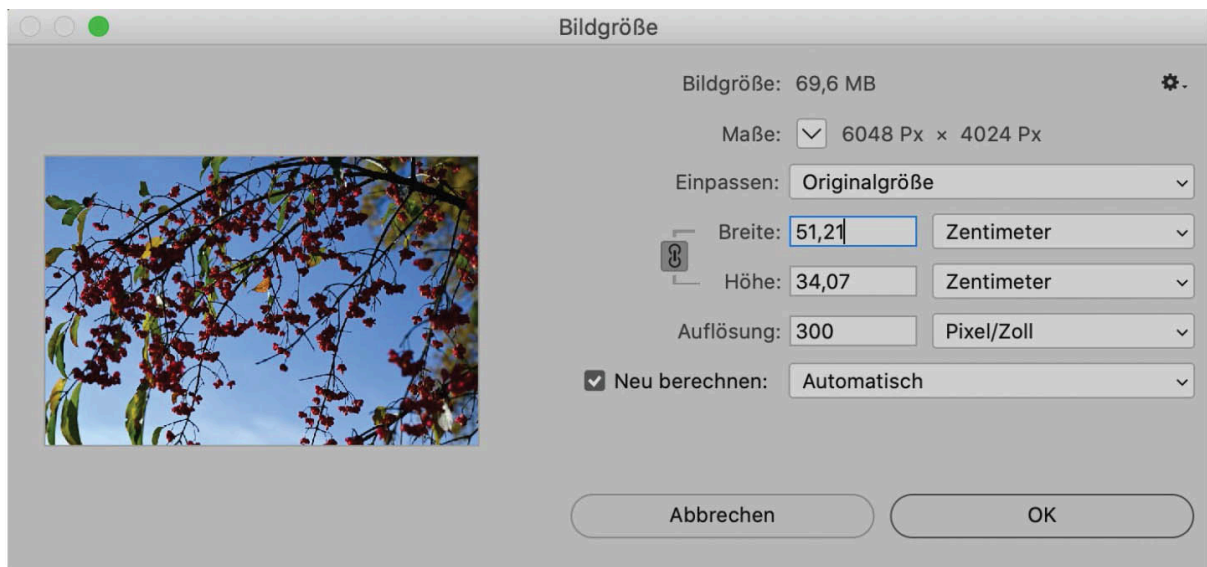 Bildgröße
Bildgröße: 69,6 MB
Maße: 6048 Px × 4024 Px
Einpassen: Originalgröße
Breite: 51,21 Zentimeter
Höhe: 34,07 Zentimeter
Auflösung: 300 Pixel/Zoll
Neu berechnen: Automatisch
Abbrechen OK